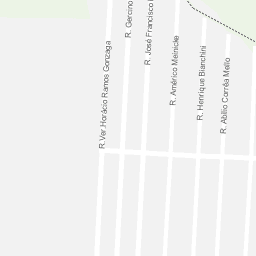 R.Ver.Horácio Ramos Gonzaga
R. Gercino
R. José Francisco
R. Américo Meinicke
R. Henrique Bianchini
R. Abílio Corrêa Mello